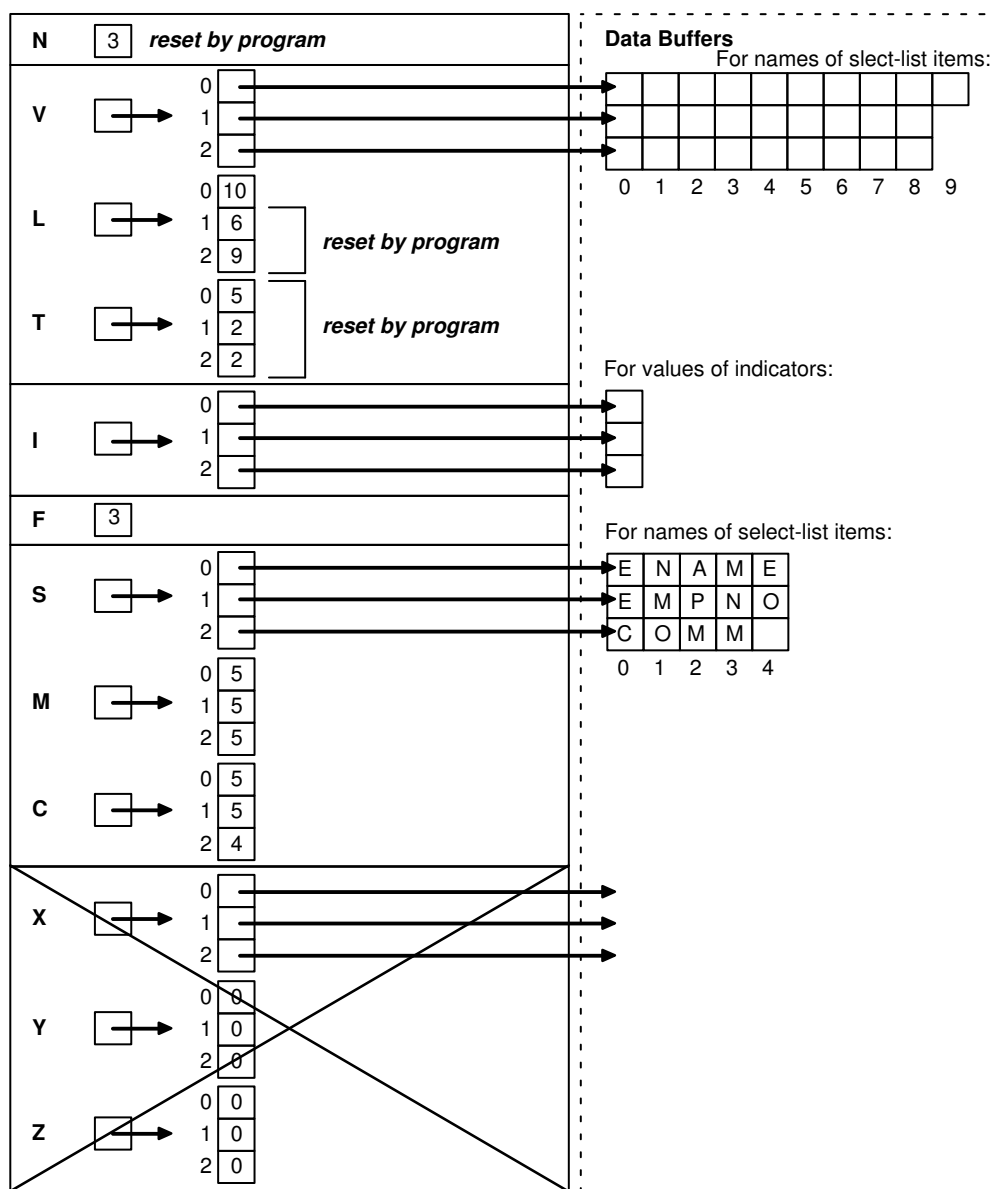 N 3 reset by program
Data Buffers
For names of slect-list items:
V
0
1
2
0 1 2 3 4 5 6 7 8 9
L
0 10
1 6
2 9
reset by program
T
0 5
1 2
2 2
reset by program
For values of indicators:
I
0
1
2
F 3
For names of select-list items:
S
0
1
2
E N A M E
E M P N O
C O M M
0 1 2 3 4
M
0 5
1 5
2 5
C
0 5
1 5
2 4
X
0
1
2
Y
0 0
1 0
2 0
Z
0 0
1 0
2 0